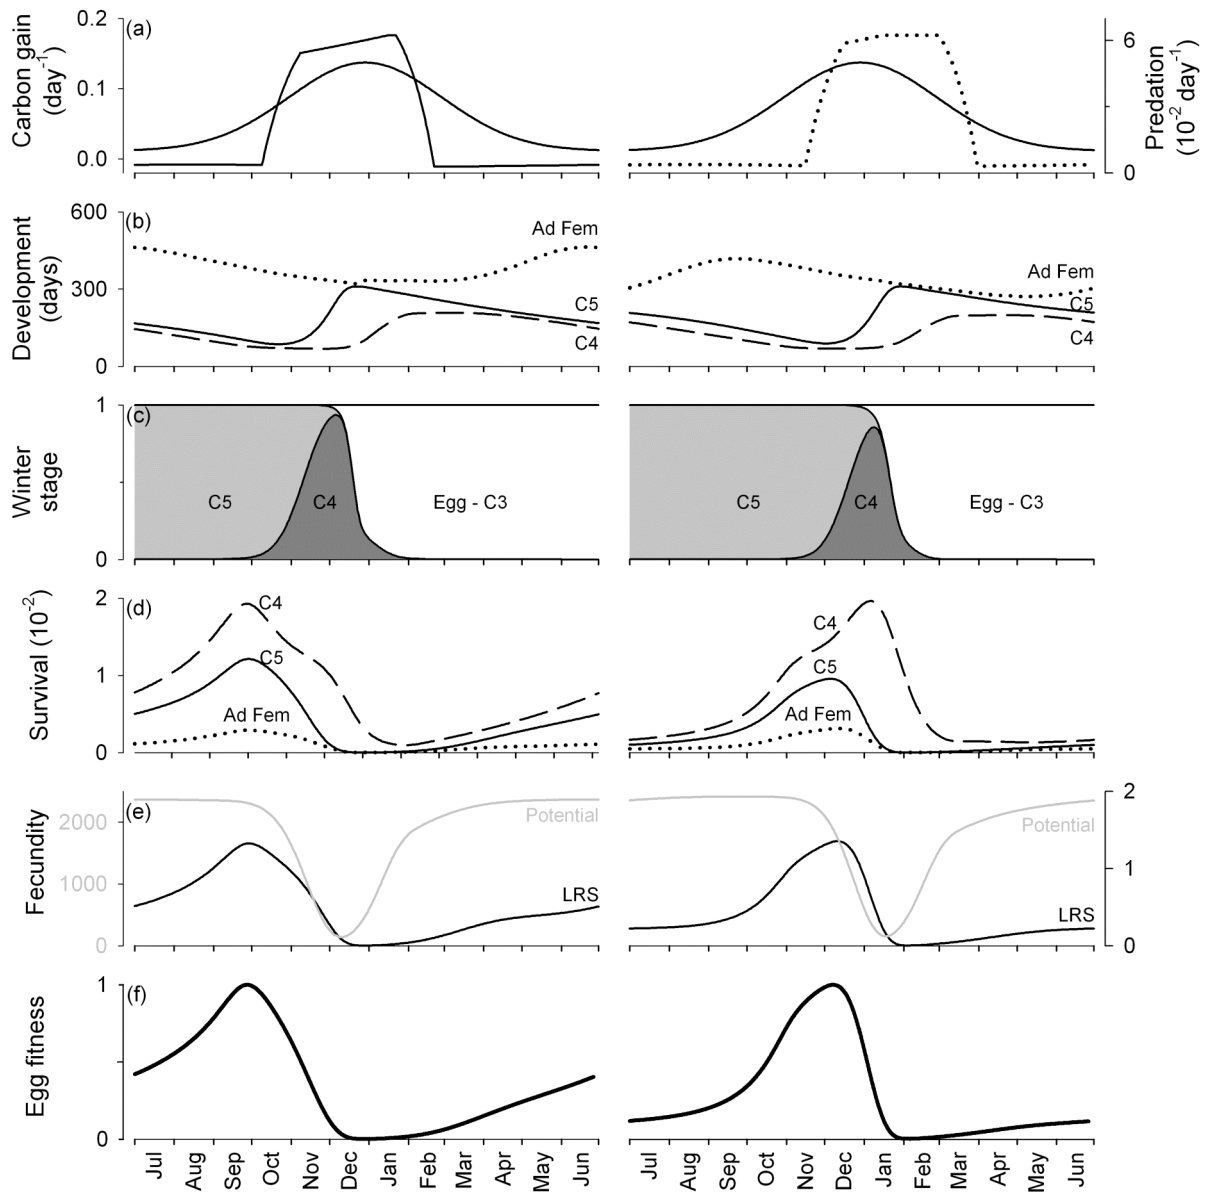 Carbon gain
(day⁻¹)
0.2
0.1
0.0
(a)
6
3
0
Predation
(10⁻² day⁻¹)
Development
(days)
600
300
0
(b)
Ad Fem
C5
C4
Ad Fem
C5
C4
Winter
stage
1
0
(c)
C5
C4
Egg - C3
C5
C4
Egg - C3
Survival (10⁻²)
2
1
0
(d)
C4
C5
Ad Fem
C4
C5
Ad Fem
Fecundity
2000
1000
0
(e)
Potential
LRS
Potential
LRS
2
1
0
Egg fitness
1
0
(f)
Jul Aug Sep Oct Nov Dec Jan Feb Mar Apr May Jun
Jul Aug Sep Oct Nov Dec Jan Feb Mar Apr May Jun